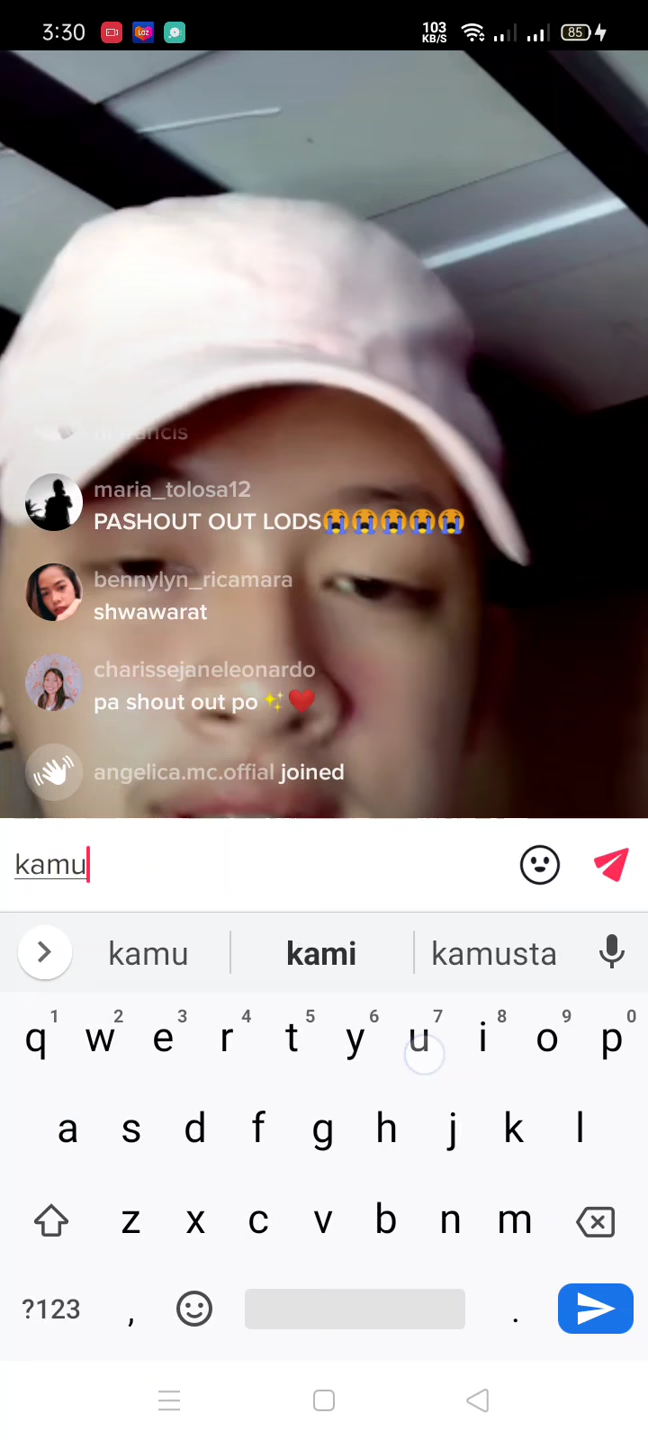 3:30
103
KB/S
85
francis
maria_tolosa12
PASHOUT OUT LODS😭😭😭😭😭
bennylyn_ricamara
shwawarat
charissejaneleonardo
pa shout out po ✨❤️
angelica.mc.offial joined
kamu
kamu kami kamusta
1 2 3 4 5 6 7 8 9 0
q w e r t y u i o p
a s d f g h j k l
z x c v b n m
?123 , .